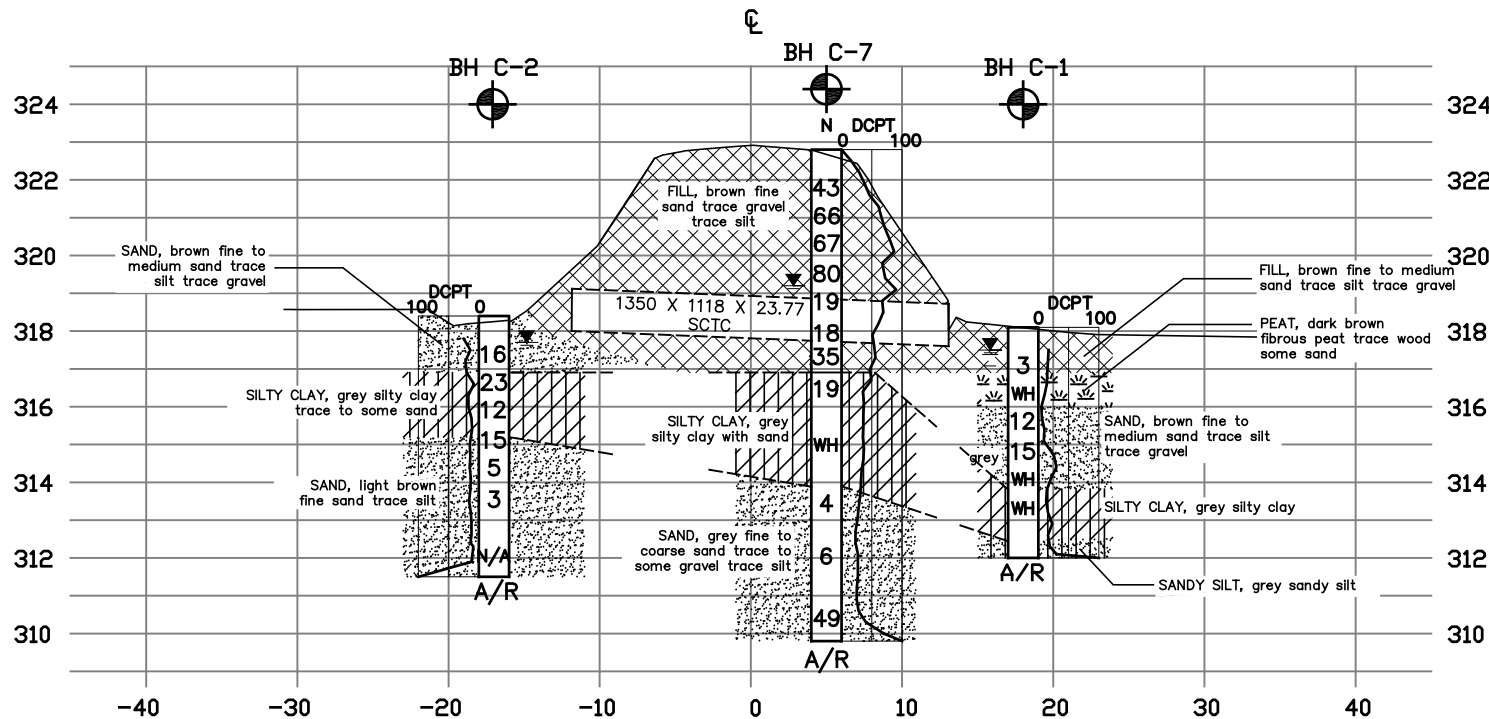 ℄
BH C-2
BH C-7
BH C-1
324
324
N DCPT
0 100
322
322
43
66
67
80
19
18
35
19
WH
4
6
49
A/R
FILL, brown fine
sand trace gravel
trace silt
320
320
SAND, brown fine to
medium sand trace
silt trace gravel
FILL, brown fine to medium
sand trace silt trace gravel
DCPT
100 0
1350 X 1118 X 23.77
SCTC
DCPT
0 100
318
318
PEAT, dark brown
fibrous peat trace wood
some sand
16
23
12
15
5
3
N/A
A/R
3
WH
12
15
WH
WH
A/R
SILTY CLAY, grey silty clay
trace to some sand
316
316
SILTY CLAY, grey
silty clay with sand
SAND, brown fine to
medium sand trace silt
trace gravel
grey
314
314
SAND, light brown
fine sand trace silt
SILTY CLAY, grey silty clay
SAND, grey fine to
coarse sand trace to
some gravel trace silt
312
312
SANDY SILT, grey sandy silt
310
310
-40 -30 -20 -10 0 10 20 30 40